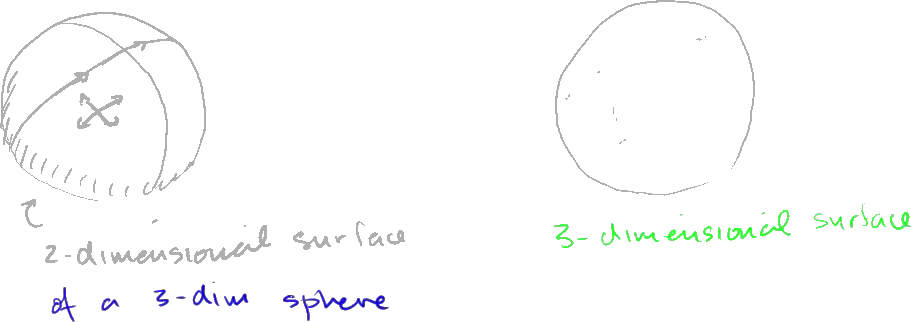 2-dimensional surface
of a 3-dim sphere
3-dimensional surface